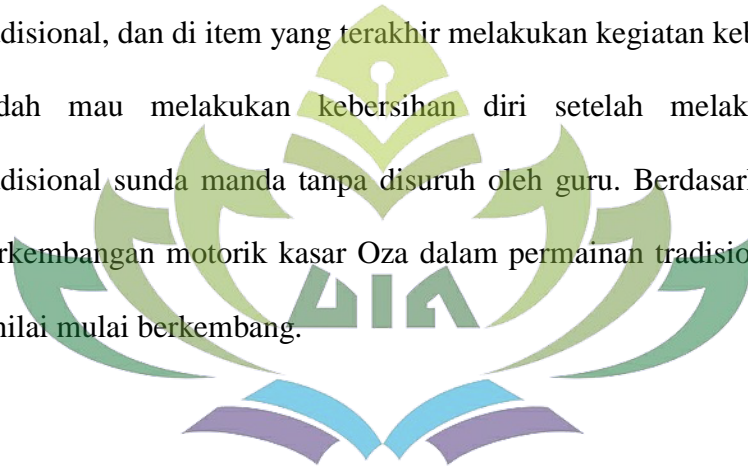 disional, dan di item yang terakhir melakukan kegiatan keb
dah mau melakukan kebersihan diri setelah melak
disional sunda manda tanpa disuruh oleh guru. Berdasar
rkembangan motorik kasar Oza dalam permainan tradisio
nilai mulai berkembang.
UIN